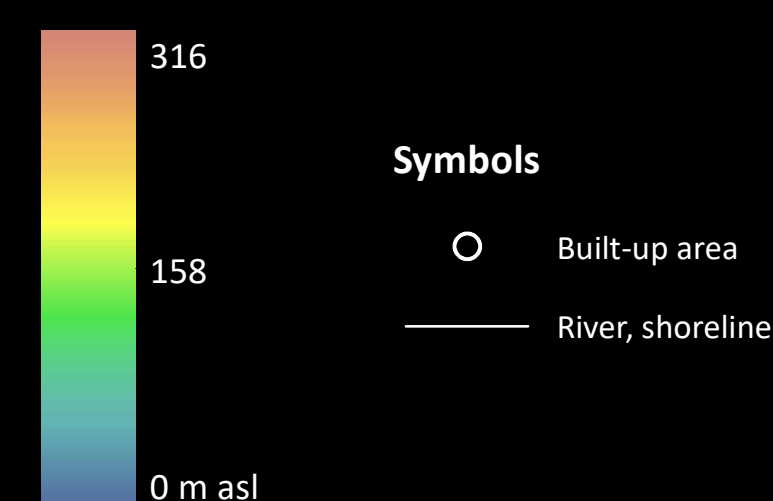 316
158
0 m asl
Symbols
Built-up area
River, shoreline